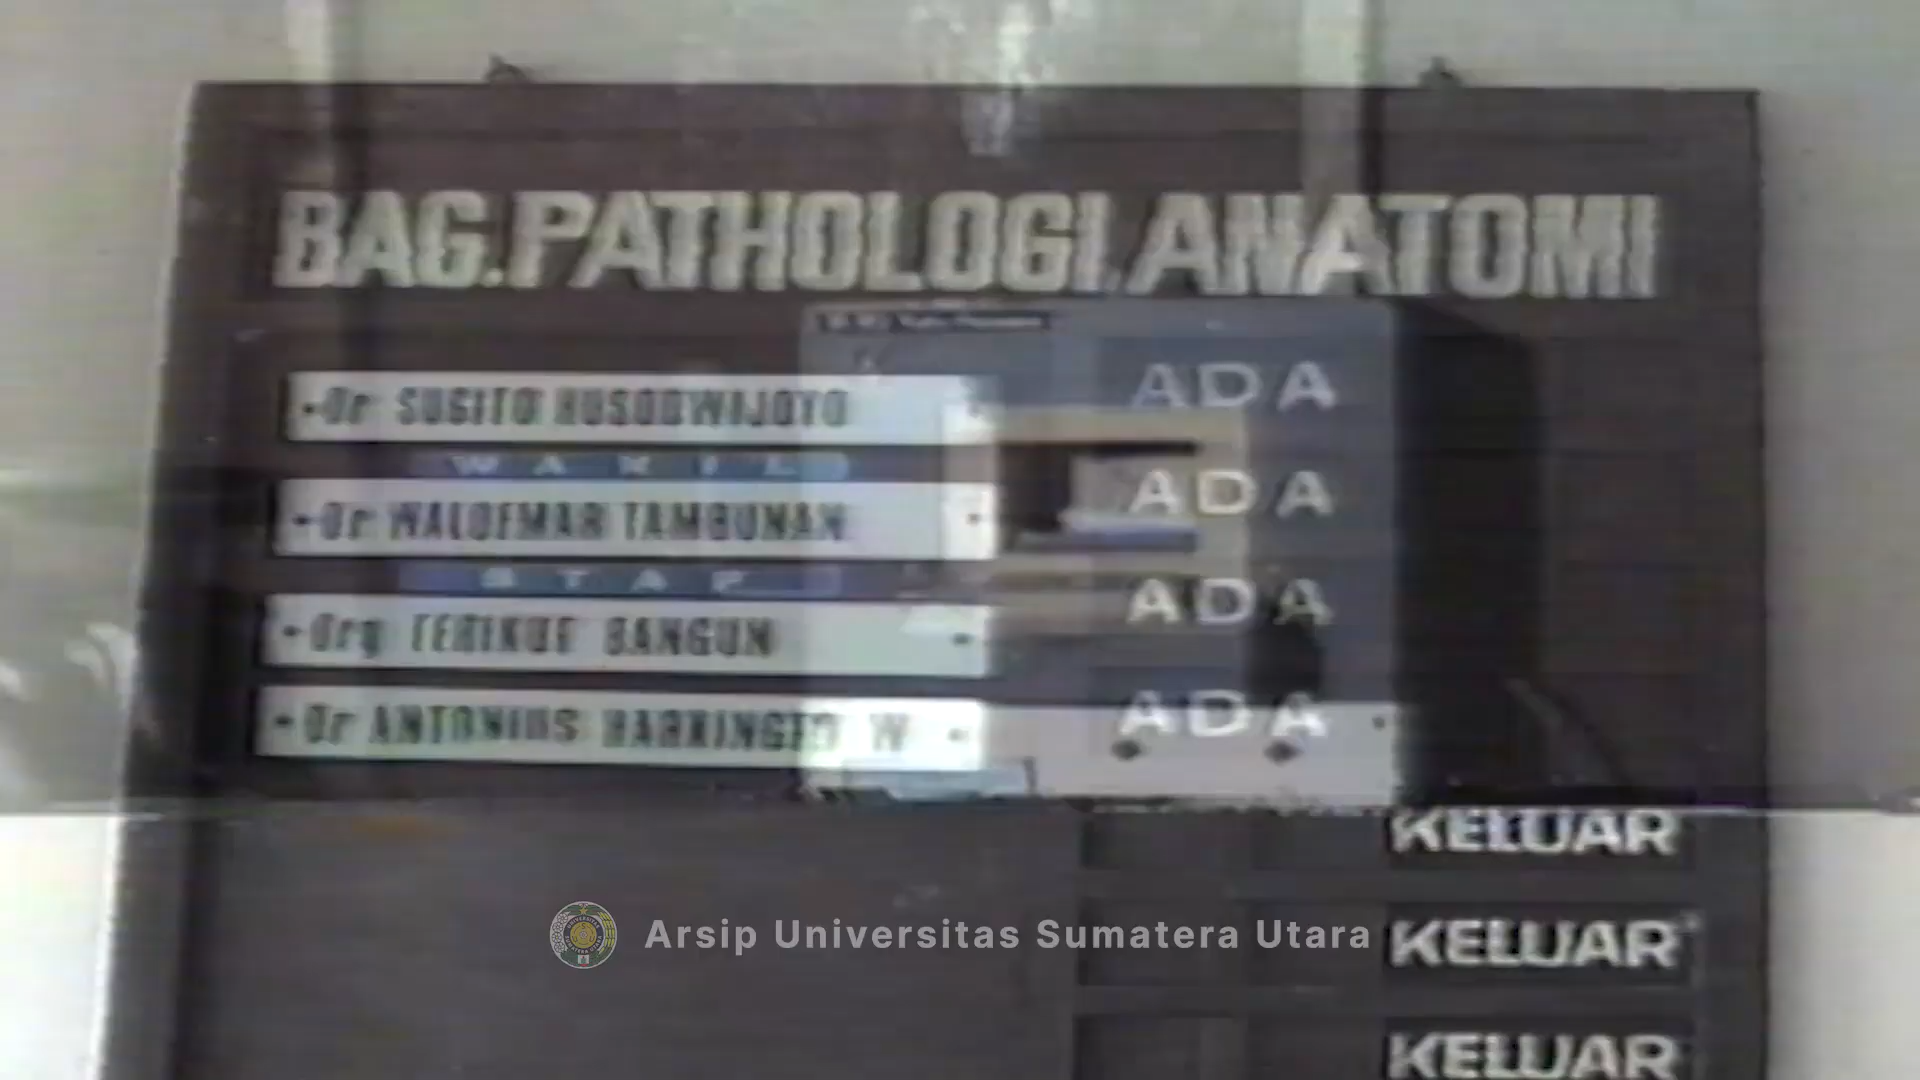 BAG.PATHOLOGI.ANATOMI
Dr SUGITO HUSODWIJOYO ADA
WAKIL
Dr WALDEMAR TAMBUNAN ADA
STAF
Drg TERIKUE BANGUN ADA
Dr ANTONIUS W ADA
KELUAR
Arsip Universitas Sumatera Utara
KELUAR
KELUAR